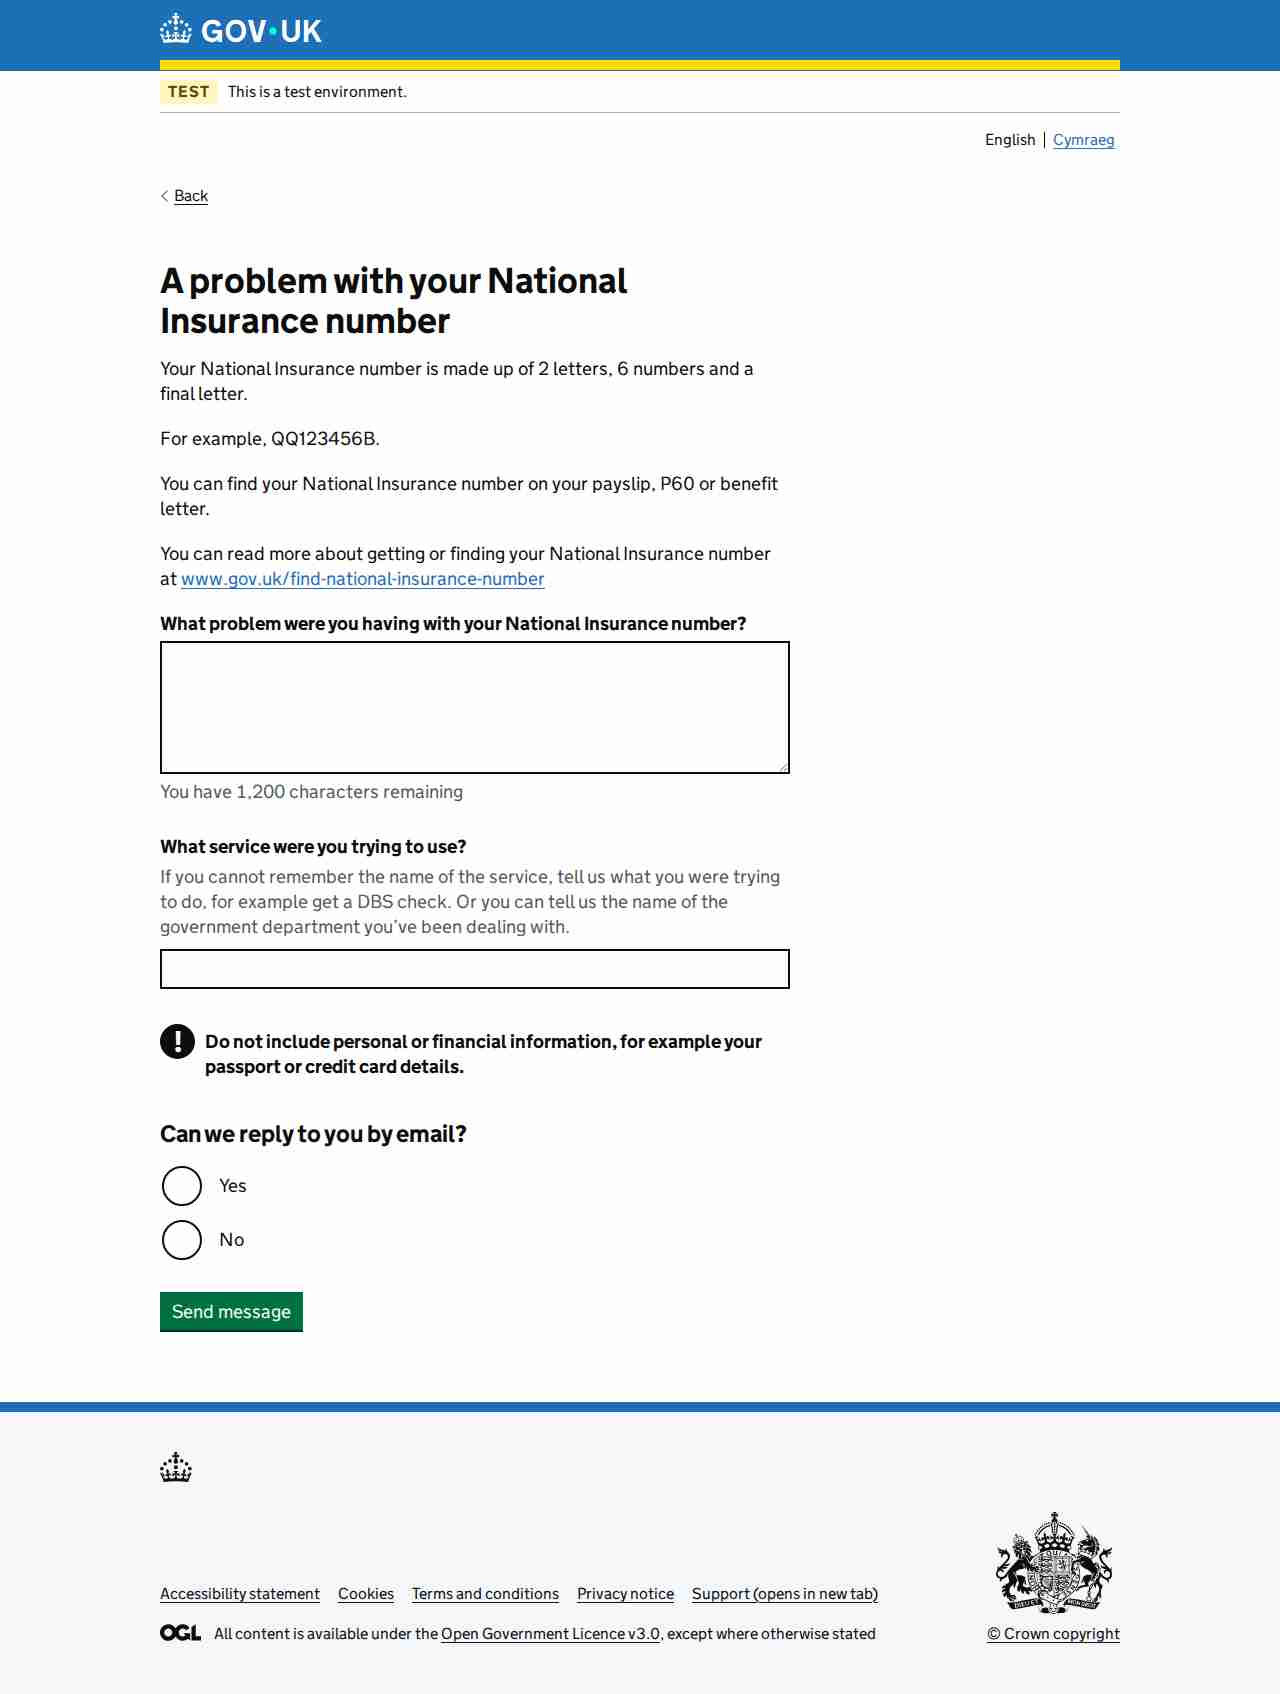 GOV·UK
TEST This is a test environment.
English | Cymraeg
Back
A problem with your National
Insurance number
Your National Insurance number is made up of 2 letters, 6 numbers and a
final letter.
For example, QQ123456B.
You can find your National Insurance number on your payslip, P60 or benefit
letter.
You can read more about getting or finding your National Insurance number
at www.gov.uk/find-national-insurance-number
What problem were you having with your National Insurance number?
You have 1,200 characters remaining
What service were you trying to use?
If you cannot remember the name of the service, tell us what you were trying
to do, for example get a DBS check. Or you can tell us the name of the
government department you’ve been dealing with.
! Do not include personal or financial information, for example your
passport or credit card details.
Can we reply to you by email?
Yes
No
Send message
Accessibility statement Cookies Terms and conditions Privacy notice Support (opens in new tab)
OGL All content is available under the Open Government Licence v3.0, except where otherwise stated
© Crown copyright